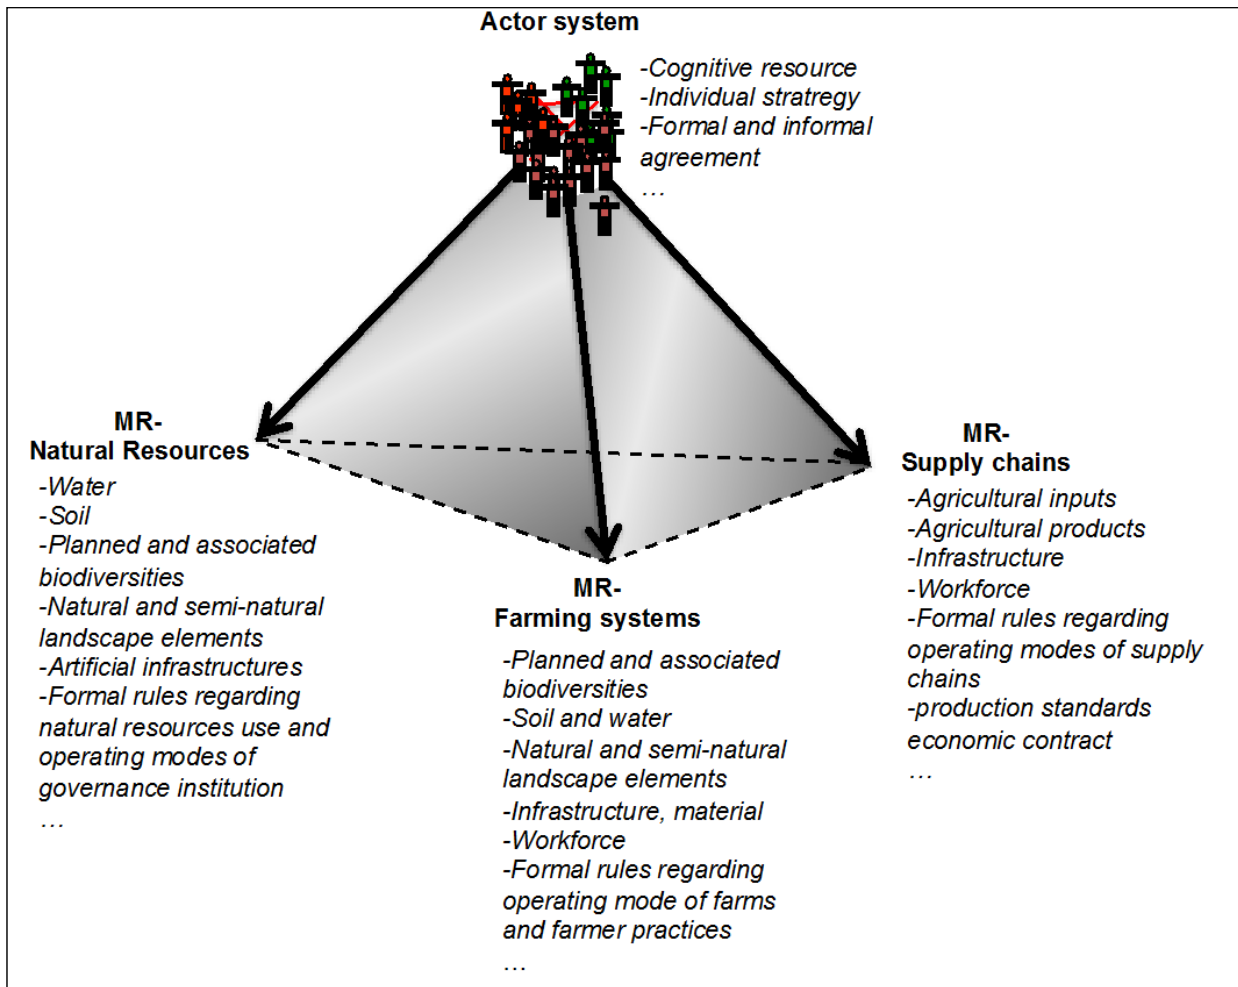 Actor system
-Cognitive resource
-Individual stratregy
-Formal and informal
agreement
…
MR-
Natural Resources
-Water
-Soil
-Planned and associated
biodiversities
-Natural and semi-natural
landscape elements
-Artificial infrastructures
-Formal rules regarding
natural resources use and
operating modes of
governance institution
…
MR-
Farming systems
-Planned and associated
biodiversities
-Soil and water
-Natural and semi-natural
landscape elements
-Infrastructure, material
-Workforce
-Formal rules regarding
operating mode of farms
and farmer practices
…
MR-
Supply chains
-Agricultural inputs
-Agricultural products
-Infrastructure
-Workforce
-Formal rules regarding
operating modes of supply
chains
-production standards
economic contract
…